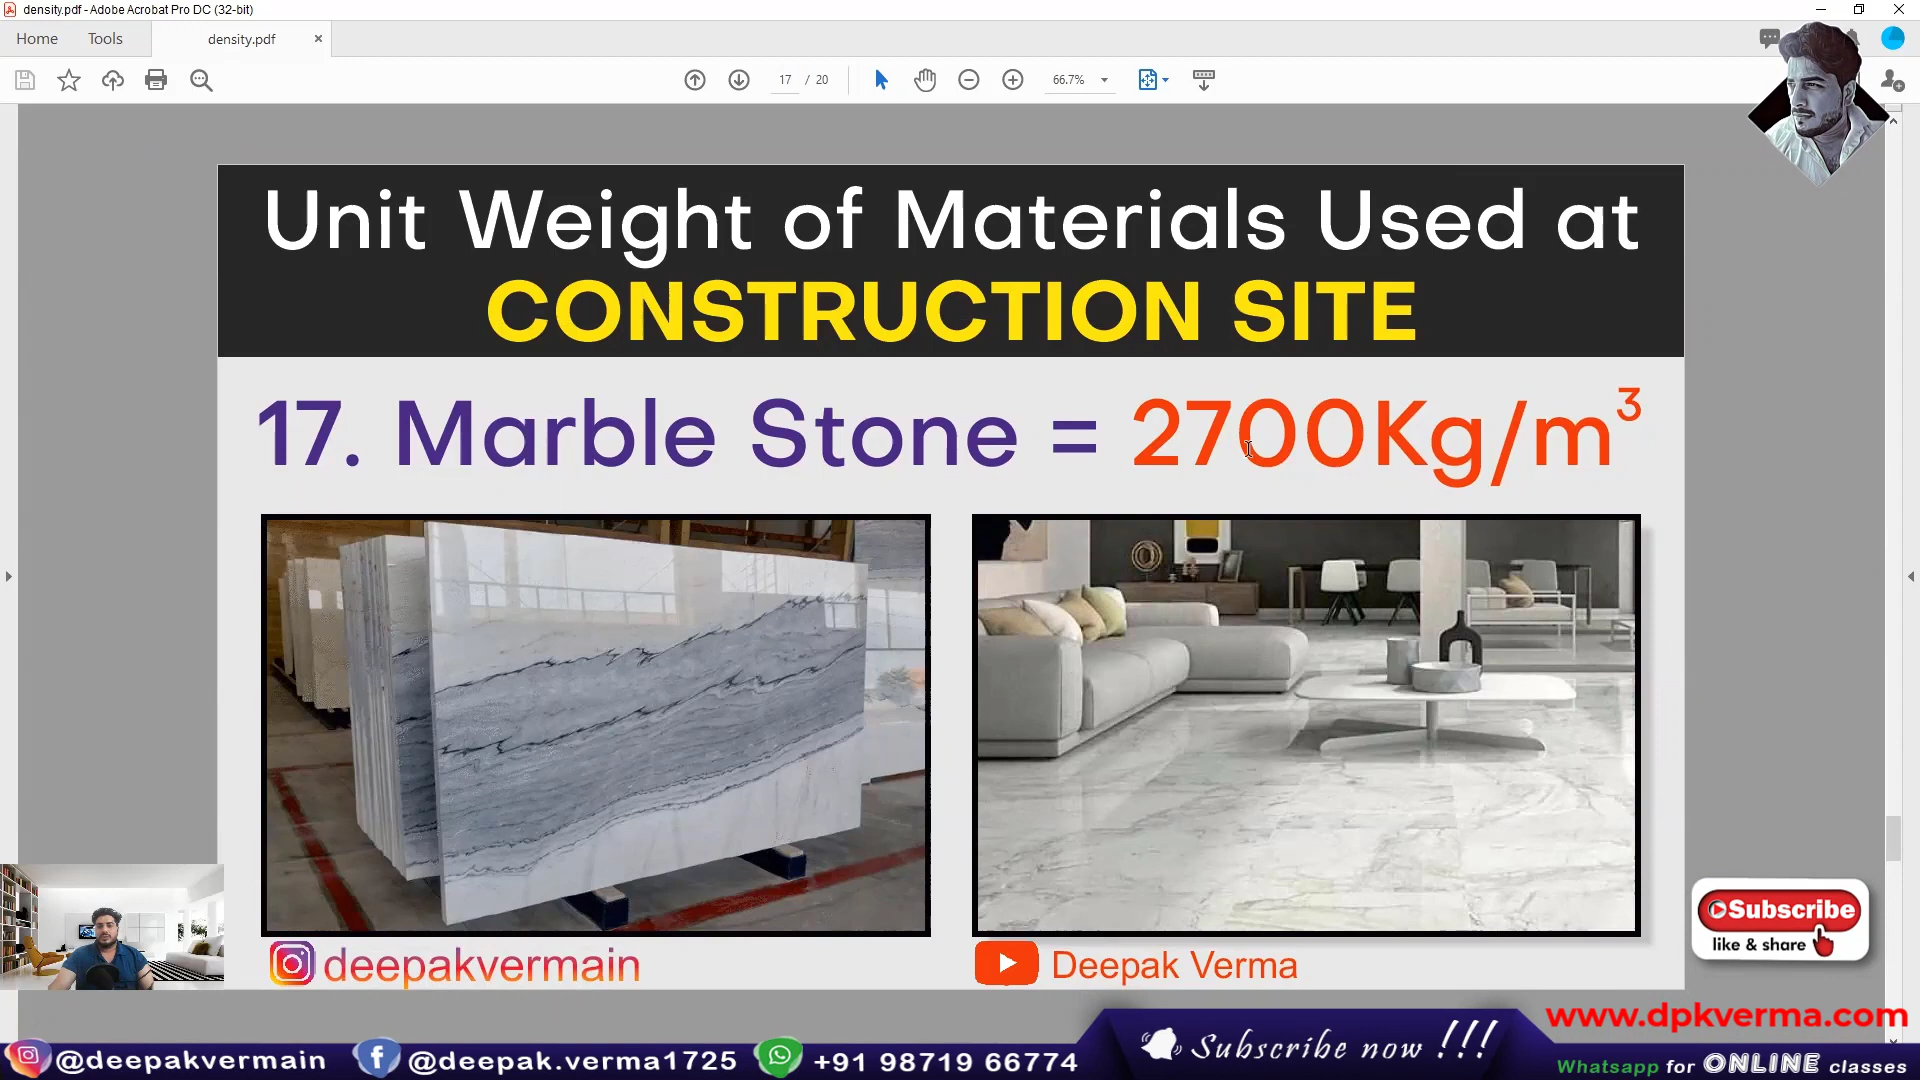 density.pdf - Adobe Acrobat Pro DC (32-bit)
Home Tools density.pdf
17 / 20 66.7%
Unit Weight of Materials Used at
CONSTRUCTION SITE
17. Marble Stone = 2700Kg/m³
deepakvermain
Deepak Verma
Subscribe
like & share
www.dpkverma.com
@deepakvermain @deepak.verma1725 +91 98719 66774 Subscribe now !!!
Whatsapp for ONLINE classes